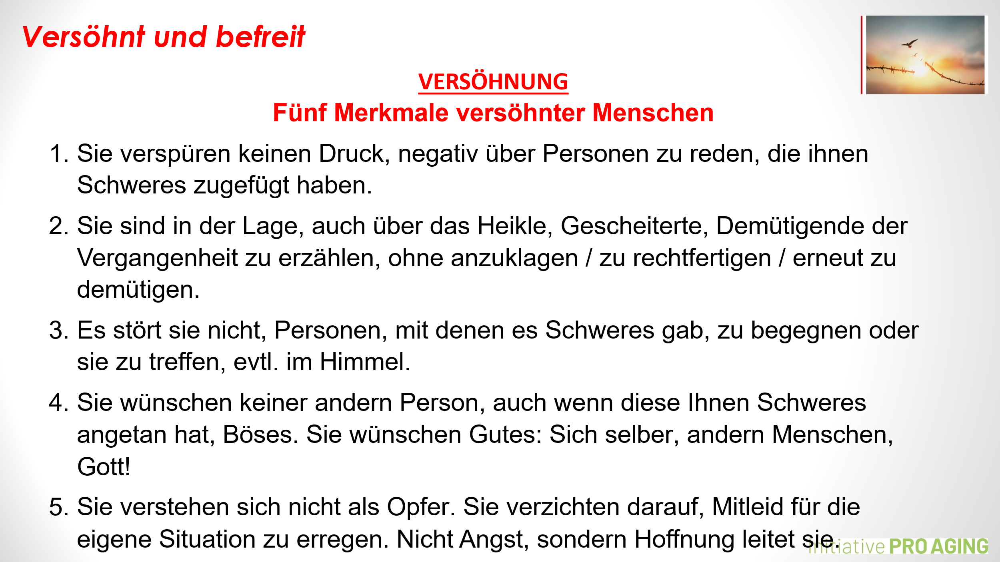 Versöhnt und befreit
VERSÖHNUNG
Fünf Merkmale versöhnter Menschen
1. Sie verspüren keinen Druck, negativ über Personen zu reden, die ihnen
Schweres zugefügt haben.
2. Sie sind in der Lage, auch über das Heikle, Gescheiterte, Demütigende der
Vergangenheit zu erzählen, ohne anzuklagen / zu rechtfertigen / erneut zu
demütigen.
3. Es stört sie nicht, Personen, mit denen es Schweres gab, zu begegnen oder
sie zu treffen, evtl. im Himmel.
4. Sie wünschen keiner andern Person, auch wenn diese Ihnen Schweres
angetan hat, Böses. Sie wünschen Gutes: Sich selber, andern Menschen,
Gott!
5. Sie verstehen sich nicht als Opfer. Sie verzichten darauf, Mitleid für die
eigene Situation zu erregen. Nicht Angst, sondern Hoffnung leitet sie.
initiative PRO AGING